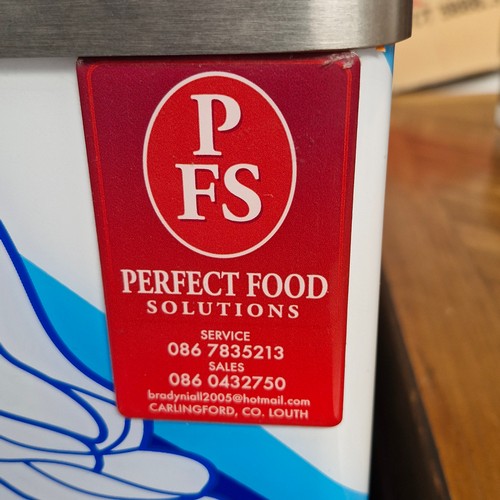 P
FS
PERFECT FOOD
SOLUTIONS
SERVICE
086 7835213
SALES
086 0432750
bradyniall2005@hotmail.com
CARLINGFORD, CO. LOUTH